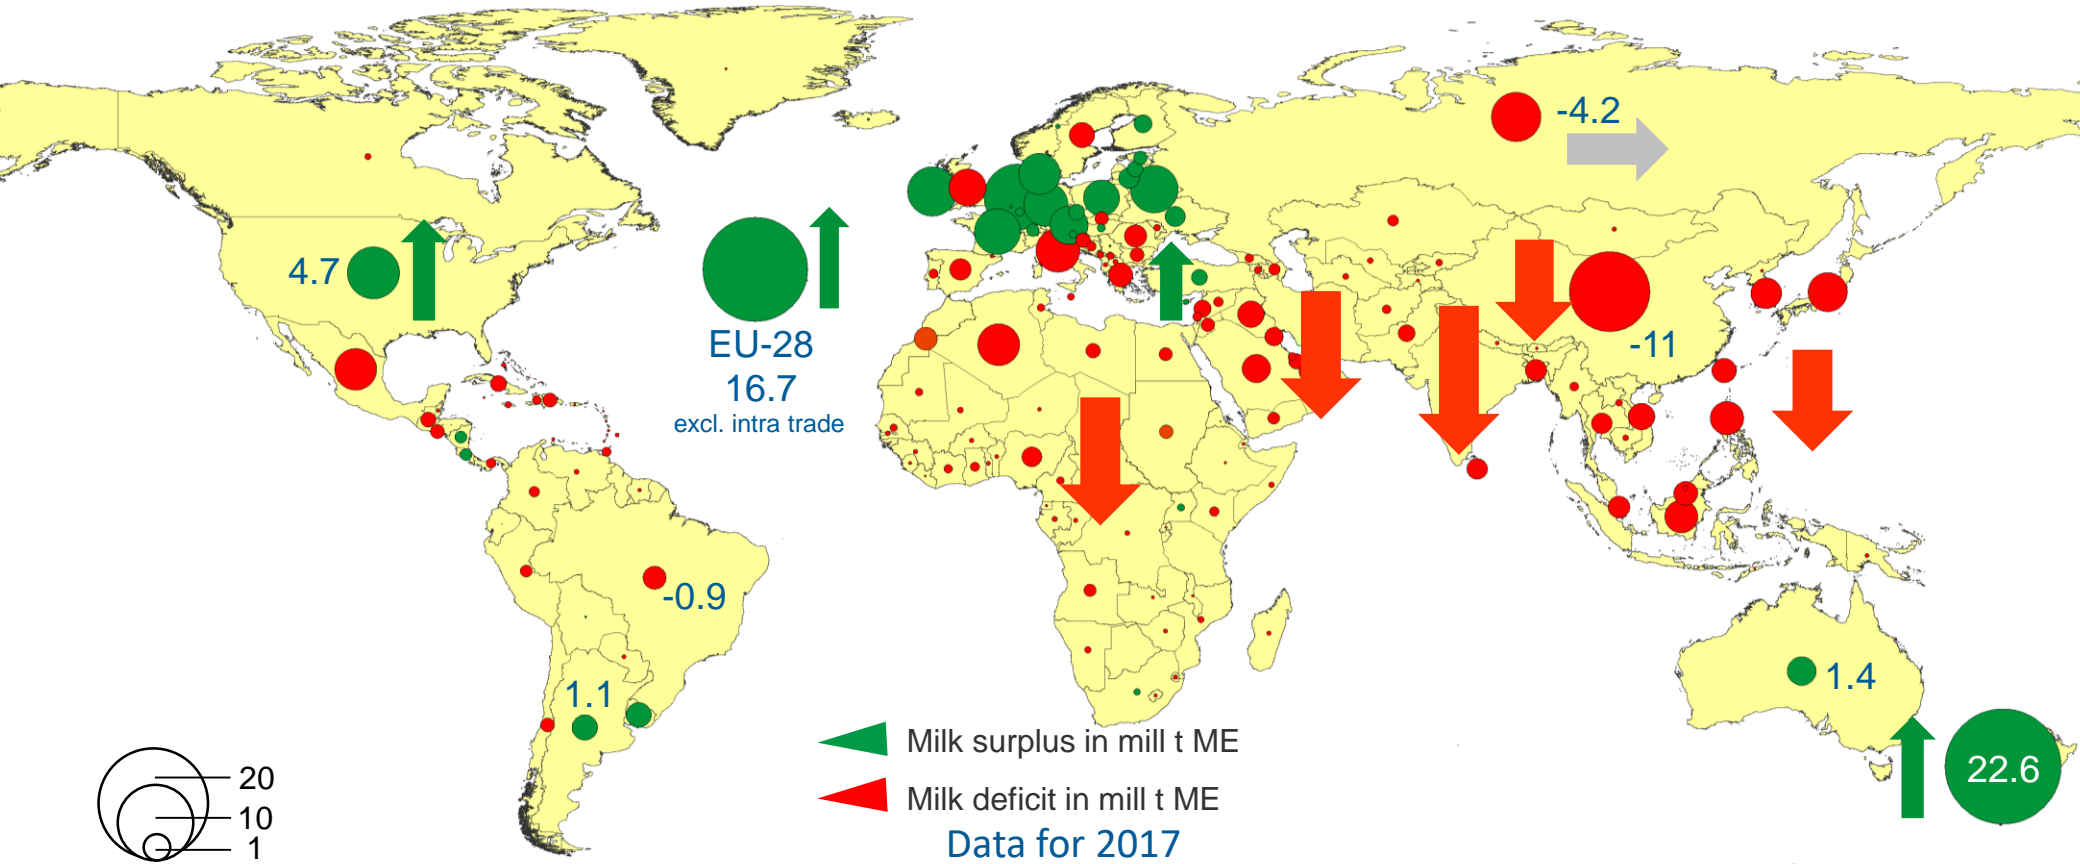 -4.2
4.7
EU-28
16.7
excl. intra trade
-11
-0.9
1.1
1.4
22.6
Milk surplus in mill t ME
Milk deficit in mill t ME
Data for 2017
20
10
1